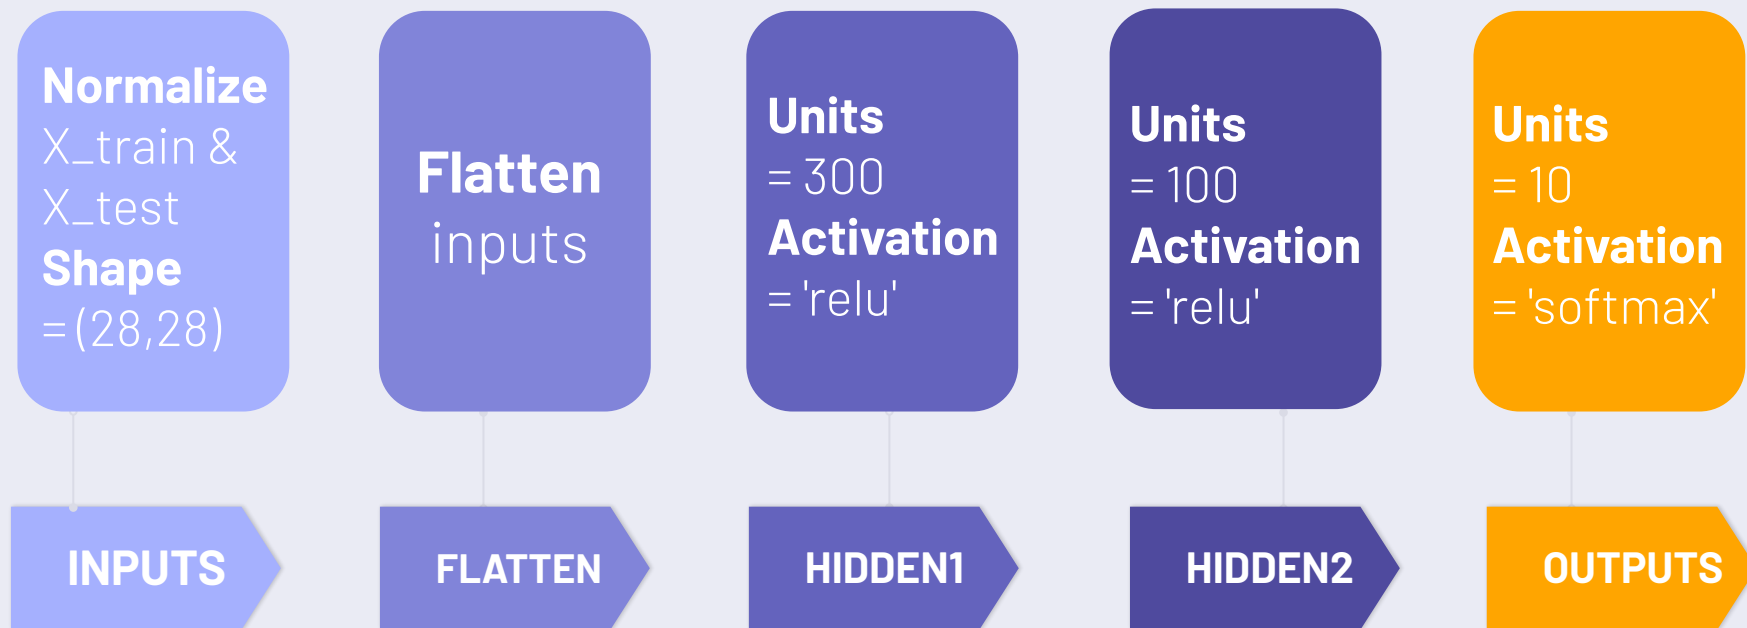 Normalize
X_train &
X_test
Shape
= (28,28)
Flatten
inputs
Units
= 300
Activation
= 'relu'
Units
= 100
Activation
= 'relu'
Units
= 10
Activation
= 'softmax'
INPUTS
FLATTEN
HIDDEN1
HIDDEN2
OUTPUTS